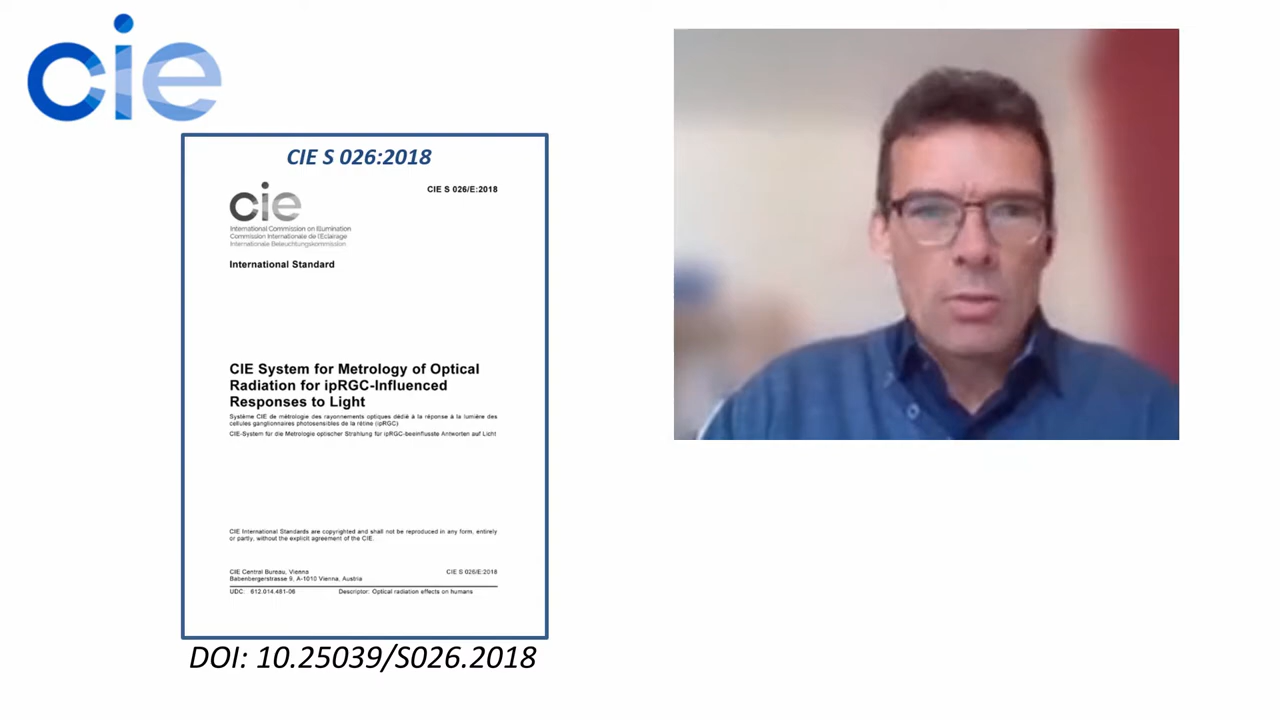 cie
CIE S 026:2018
CIE S 026/E:2018
cie
International Commission on Illumination
Commission Internationale de l'Eclairage
Internationale Beleuchtungskommission
International Standard
CIE System for Metrology of Optical
Radiation for ipRGC-Influenced
Responses to Light
Système CIE de métrologie des rayonnements optiques dédié à la réponse à la lumière des
cellules ganglionnaires photosensibles de la rétine (ipRGC)
CIE-System für die Metrologie optischer Strahlung für ipRGC-beeinflusste Antworten auf Licht
CIE International Standards are copyrighted and shall not be reproduced in any form, entirely
or partly, without the explicit agreement of the CIE.
CIE Central Bureau, Vienna CIE S 026/E:2018
Babenbergerstrasse 9, A-1010 Vienna, Austria
UDC: 612.014.481-06 Descriptor: Optical radiation effects on humans
DOI: 10.25039/S026.2018